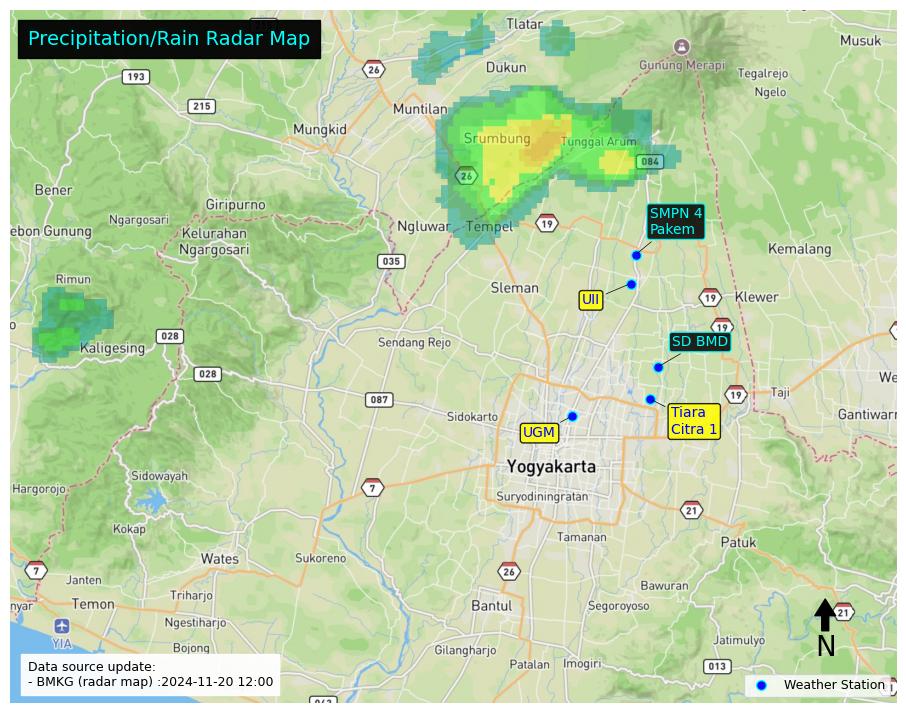 Precipitation/Rain Radar Map
Tlatar
Musuk
26
Dukun
Gunung Merapi
193
Tegalrejo
Ngelo
215
Muntilan
Mungkid
Srumbung
Tunggal Arum
084
26
Bener
Giripurno
Ngargosari
SMPN 4
Pakem
ebon Gunung
Kelurahan
Ngargosari
Ngluwar
Tempel
19
Kemalang
035
Rimun
Sleman
UII
19
Klewer
19
028
Kaligesing
Sendang Rejo
SD BMD
028
We
087
19
Taji
Sidokarto
UGM
Tiara
Citra 1
Gantiwarn
Yogyakarta
Hargorojo
Sidowayah
7
Suryodiningratan
21
Kokap
Tamanan
Patuk
Wates
Sukoreno
7
Janten
26
Bawuran
nyar
Temon
Triharjo
Bantul
Segoroyoso
21
Ngestiharjo
YIA
N
Bojong
Gilangharjo
Jatimulyo
Patalan
Imogiri
013
Data source update:
- BMKG (radar map) :2024-11-20 12:00
Weather Station